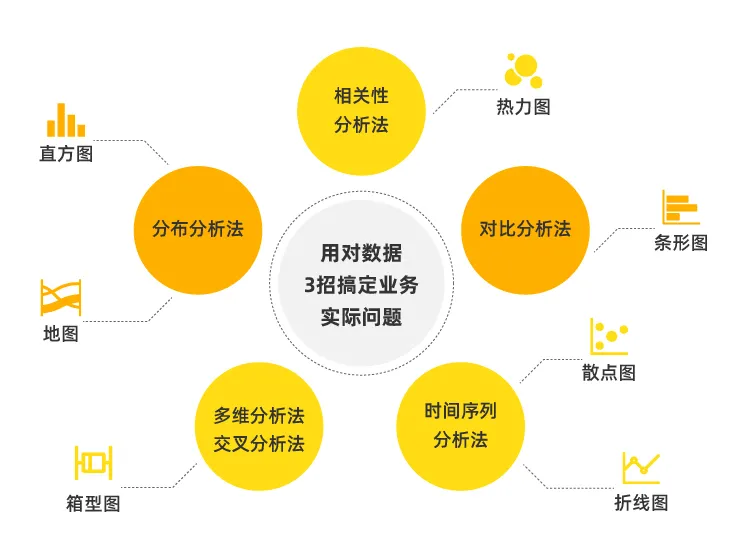 相关性
分析法
热力图
直方图
分布分析法
对比分析法
条形图
用对数据
3招搞定业务
实际问题
地图
散点图
多维分析法
交叉分析法
时间序列
分析法
箱型图
折线图